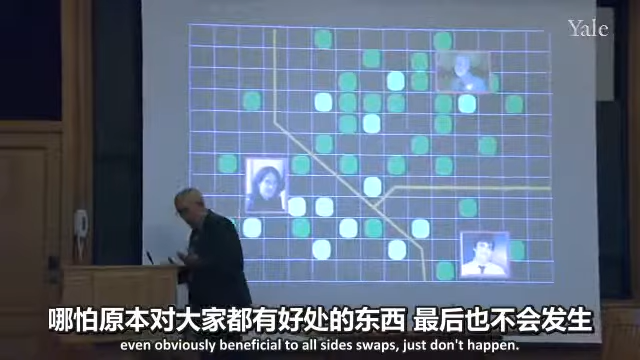 Yale
哪怕原本对大家都有好处的东西 最后也不会发生
even obviously beneficial to all sides swaps, just don't happen.